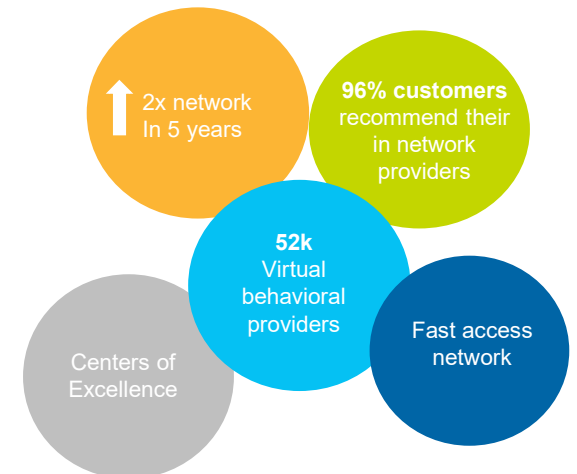 2x network
In 5 years
96% customers
recommend their
in network
providers
52k
Virtual
behavioral
providers
Fast access
network
Centers of
Excellence